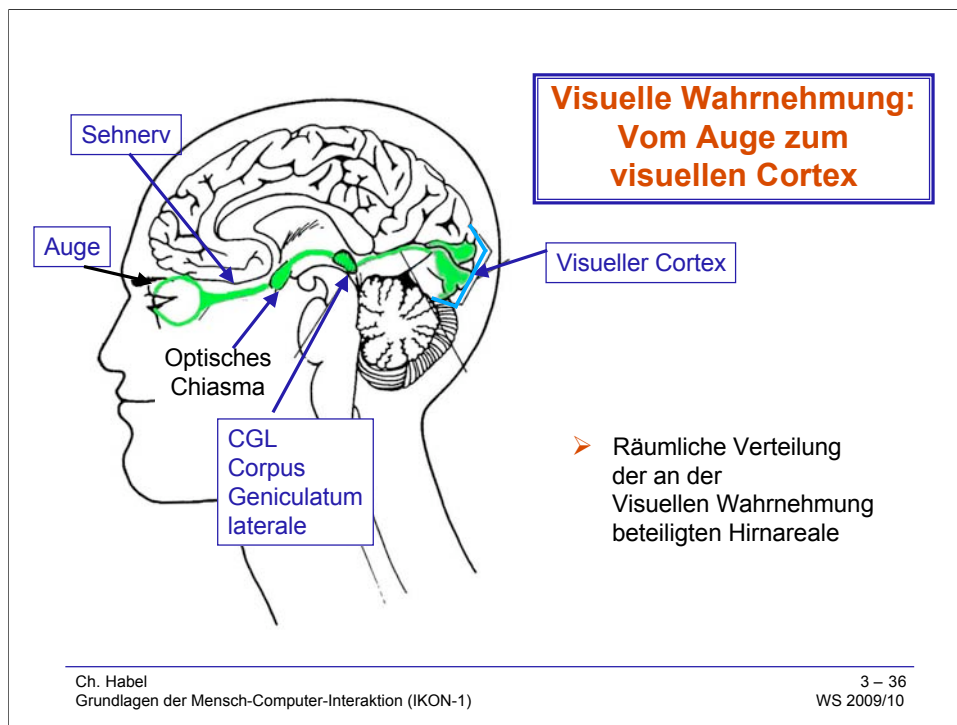 Visuelle Wahrnehmung:
Vom Auge zum
visuellen Cortex
Sehnerv
Auge
Visueller Cortex
Optisches
Chiasma
CGL
Corpus
Geniculatum
laterale
➢ Räumliche Verteilung
der an der
Visuellen Wahrnehmung
beteiligten Hirnareale
Ch. Habel
Grundlagen der Mensch-Computer-Interaktion (IKON-1)
3 – 36
WS 2009/10